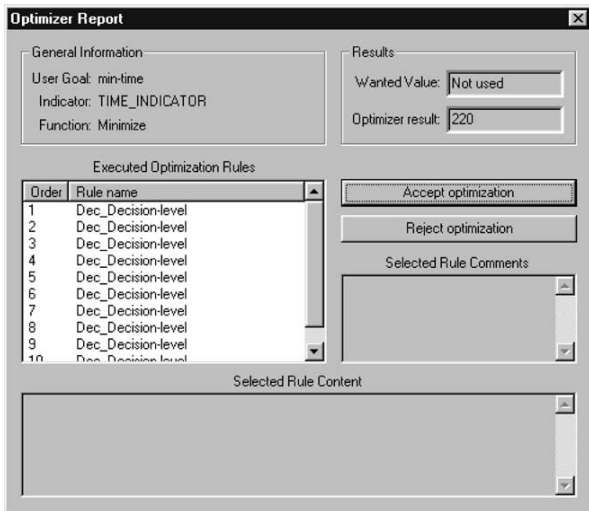 Optimizer Report
General Information
User Goal: min-time
Indicator: TIME_INDICATOR
Function: Minimize
Results
Wanted Value: Not used
Optimizer result: 220
Executed Optimization Rules
Order Rule name
1 Dec_Decision-level
2 Dec_Decision-level
3 Dec_Decision-level
4 Dec_Decision-level
5 Dec_Decision-level
6 Dec_Decision-level
7 Dec_Decision-level
8 Dec_Decision-level
9 Dec_Decision-level
10 Dec_Decision-level
Accept optimization
Reject optimization
Selected Rule Comments
Selected Rule Content